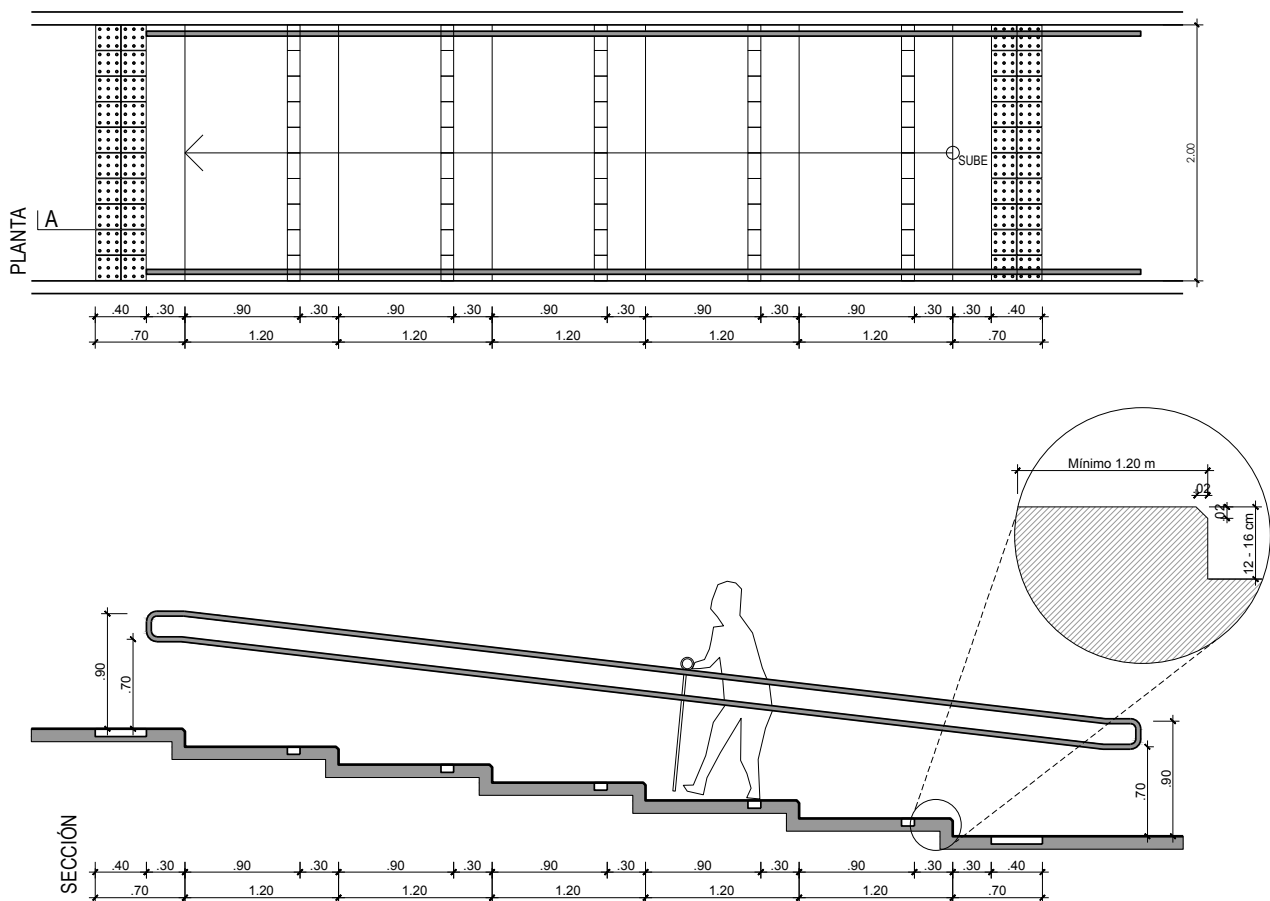 SUBE
2.00
PLANTA
A
.40 .30 .90 .30 .90 .30 .90 .30 .90 .30 .90 .30 .30 .40
.70 1.20 1.20 1.20 1.20 1.20 .70
Mínimo 1.20 m
.02
.02
12 - 16 cm
.90
.70
.70
.90
SECCIÓN
.40 .30 .90 .30 .90 .30 .90 .30 .90 .30 .90 .30 .30 .40
.70 1.20 1.20 1.20 1.20 1.20 .70